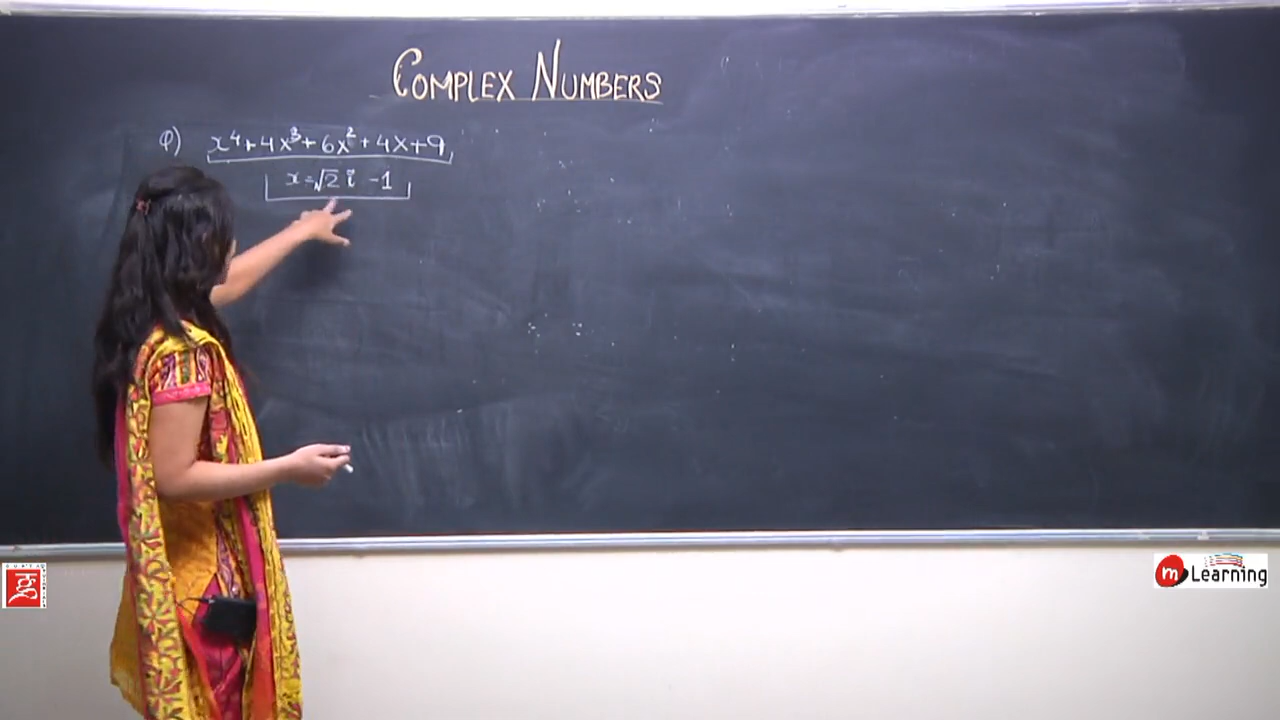 COMPLEX NUMBERS
Q) x⁴+4x³+6x²+4x+9
x=√2 i -1
m Learning